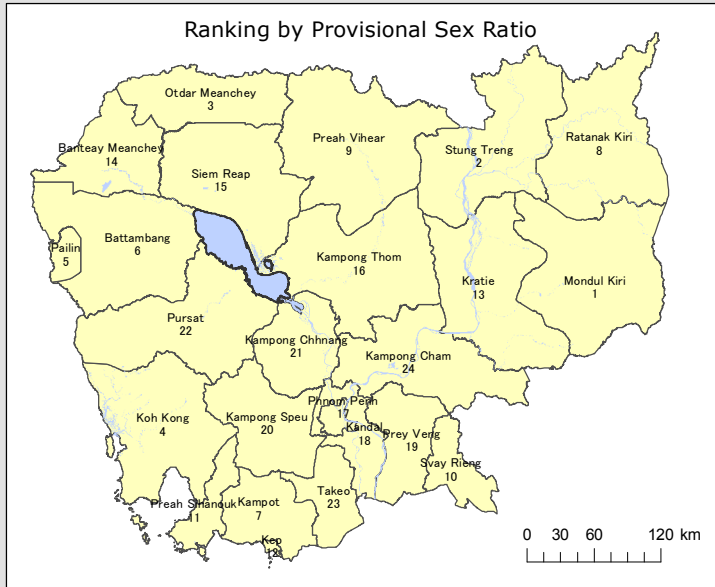 Ranking by Provisional Sex Ratio
Otdar Meanchey
3
Banteay Meanchey
14
Siem Reap
15
Preah Vihear
9
Stung Treng
2
Ratanak Kiri
8
Pailin
5
Battambang
6
Kampong Thom
16
Kratie
13
Mondul Kiri
1
Pursat
22
Kampong Chhnang
21
Kampong Cham
24
Koh Kong
4
Kampong Speu
20
Phnom Penh
17
Kandal
18
Prey Veng
19
Svay Rieng
10
Preah Sihanouk
11
Kampot
7
Takeo
23
Kep
12
0 30 60 120 km